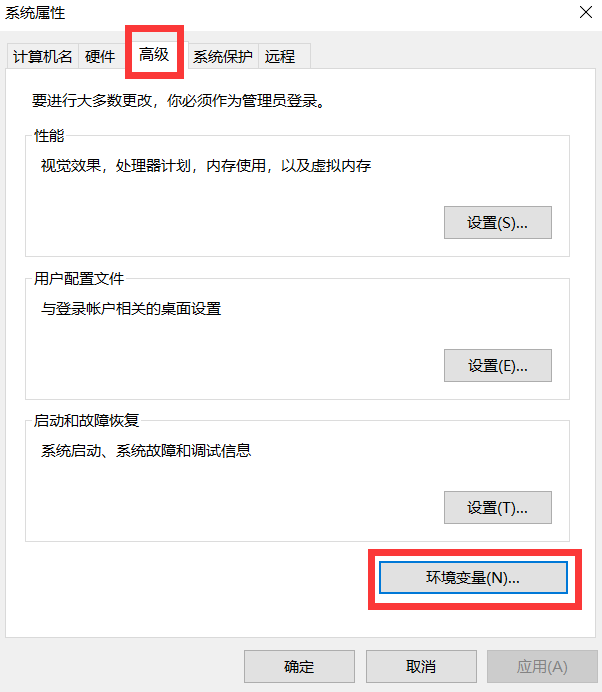 系统属性
计算机名 硬件 高级 系统保护 远程
要进行大多数更改，你必须作为管理员登录。
性能
视觉效果，处理器计划，内存使用，以及虚拟内存
设置(S)...
用户配置文件
与登录帐户相关的桌面设置
设置(E)...
启动和故障恢复
系统启动、系统故障和调试信息
设置(T)...
环境变量(N)...
确定 取消 应用(A)